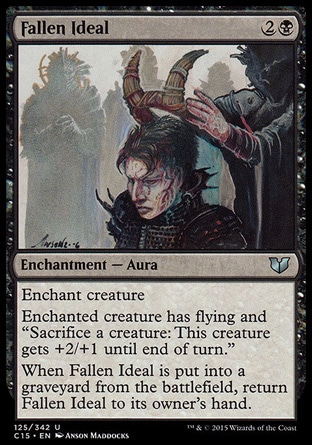 Fallen Ideal 2
Enchantment — Aura
Enchant creature
Enchanted creature has flying and
“Sacrifice a creature: This creature
gets +2/+1 until end of turn.”
When Fallen Ideal is put into a
graveyard from the battlefield, return
Fallen Ideal to its owner’s hand.
125/342 U
C15 • EN Anson Maddocks
™ & © 2015 Wizards of the Coast